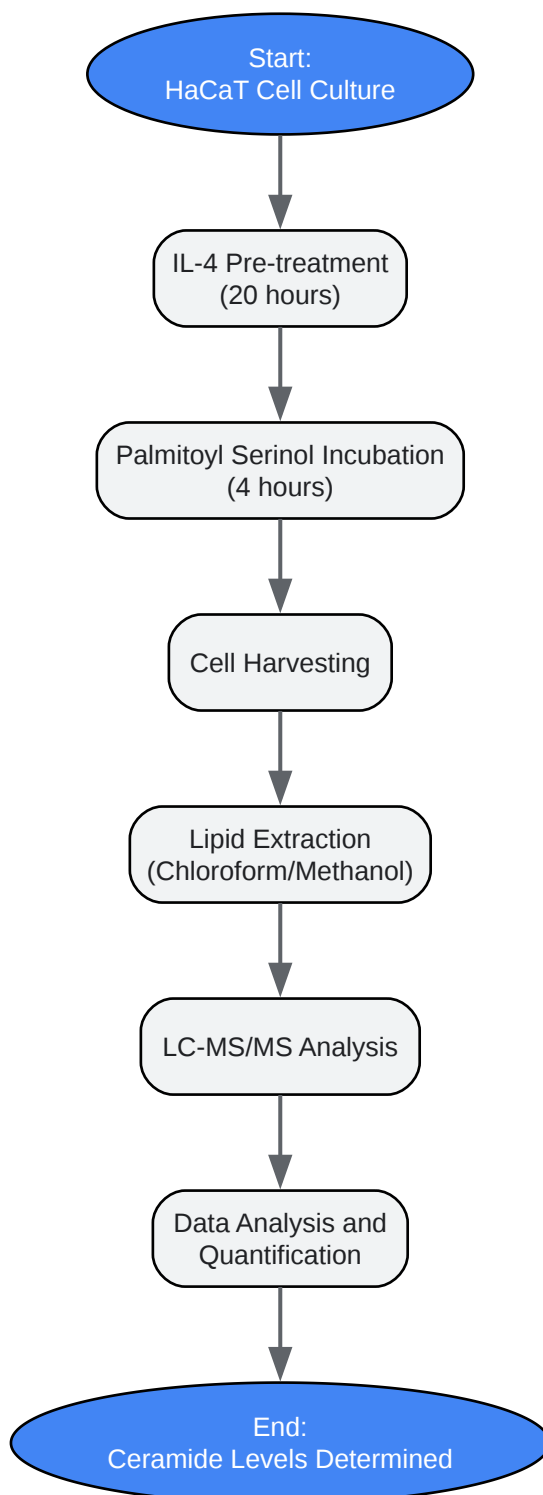 Start:
HaCaT Cell Culture
IL-4 Pre-treatment
(20 hours)
Palmitoyl Serinol Incubation
(4 hours)
Cell Harvesting
Lipid Extraction
(Chloroform/Methanol)
LC-MS/MS Analysis
Data Analysis and
Quantification
End:
Ceramide Levels Determined